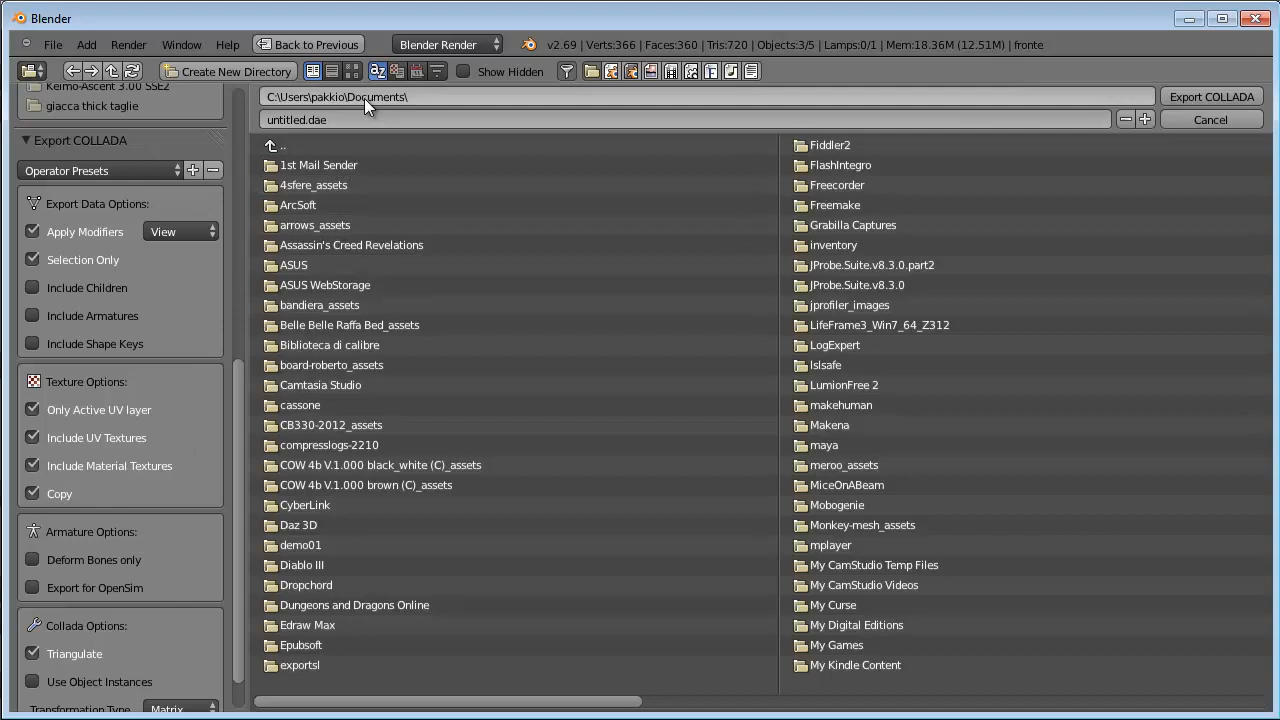 Blender
File Add Render Window Help Back to Previous Blender Render v2.69 | Verts:366 | Faces:360 | Tris:720 | Objects:3/5 | Lamps:0/1 | Mem:18.36M (12.51M) | fronte
Create New Directory Show Hidden
Keimo-Ascent 3.00 SSE2
giacca thick taglie
Export COLLADA
Operator Presets
Export Data Options:
Apply Modifiers View
Selection Only
Include Children
Include Armatures
Include Shape Keys
Texture Options:
Only Active UV layer
Include UV Textures
Include Material Textures
Copy
Armature Options:
Deform Bones only
Export for OpenSim
Collada Options:
Triangulate
Use Object Instances
Transformation Type Matrix
C:\Users\pakkio\Documents\ Export COLLADA
untitled.dae Cancel
..
1st Mail Sender
4sfere_assets
ArcSoft
arrows_assets
Assassin's Creed Revelations
ASUS
ASUS WebStorage
bandiera_assets
Belle Belle Raffa Bed_assets
Biblioteca di calibre
board-roberto_assets
Camtasia Studio
cassone
CB330-2012_assets
compresslogs-2210
COW 4b V.1.000 black_white (C)_assets
COW 4b V.1.000 brown (C)_assets
CyberLink
Daz 3D
demo01
Diablo III
Dropchord
Dungeons and Dragons Online
Edraw Max
Epubsoft
exportsl
Fiddler2
FlashIntegro
Freecorder
Freemake
Grabilla Captures
inventory
JProbe.Suite.v8.3.0.part2
JProbe.Suite.v8.3.0
jprofiler_images
LifeFrame3_Win7_64_Z312
LogExpert
lslsafe
LumionFree 2
makehuman
Makena
maya
meroo_assets
MiceOnABeam
Mobogenie
Monkey-mesh_assets
mplayer
My CamStudio Temp Files
My CamStudio Videos
My Curse
My Digital Editions
My Games
My Kindle Content